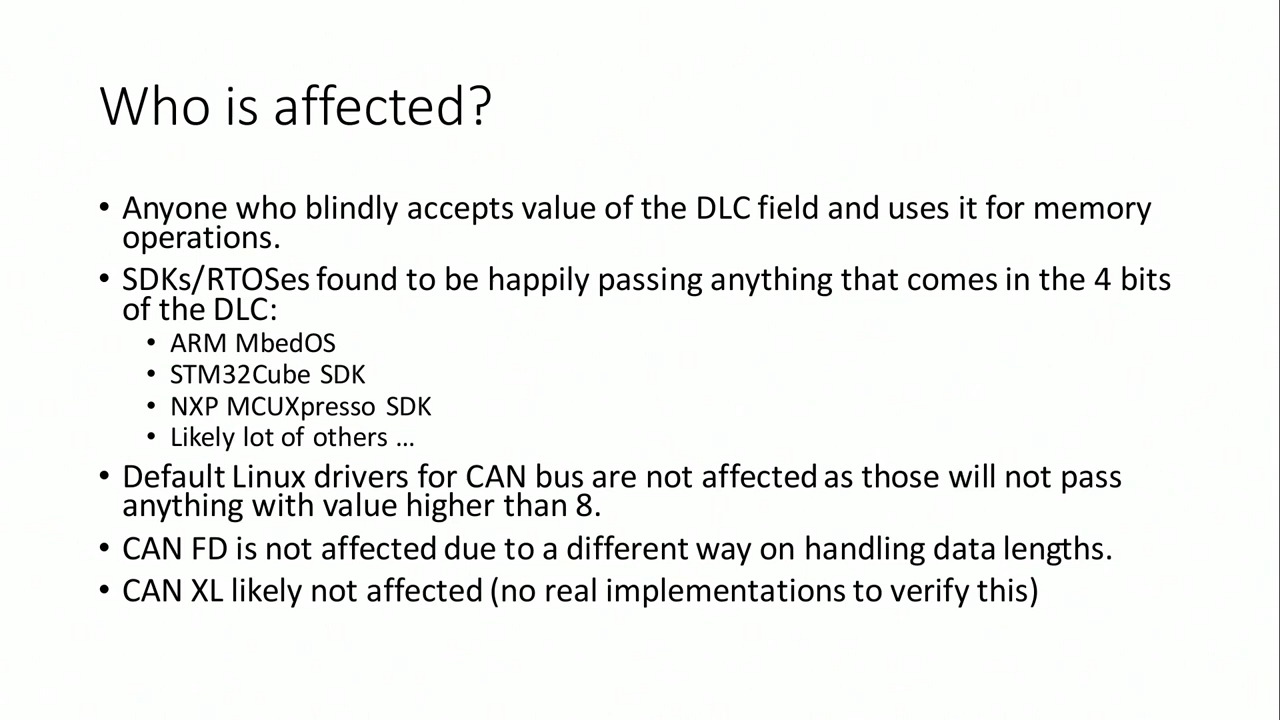 Who is affected?
• Anyone who blindly accepts value of the DLC field and uses it for memory
operations.
• SDKs/RTOSes found to be happily passing anything that comes in the 4 bits
of the DLC:
• ARM MbedOS
• STM32Cube SDK
• NXP MCUXpresso SDK
• Likely lot of others ...
• Default Linux drivers for CAN bus are not affected as those will not pass
anything with value higher than 8.
• CAN FD is not affected due to a different way on handling data lengths.
• CAN XL likely not affected (no real implementations to verify this)